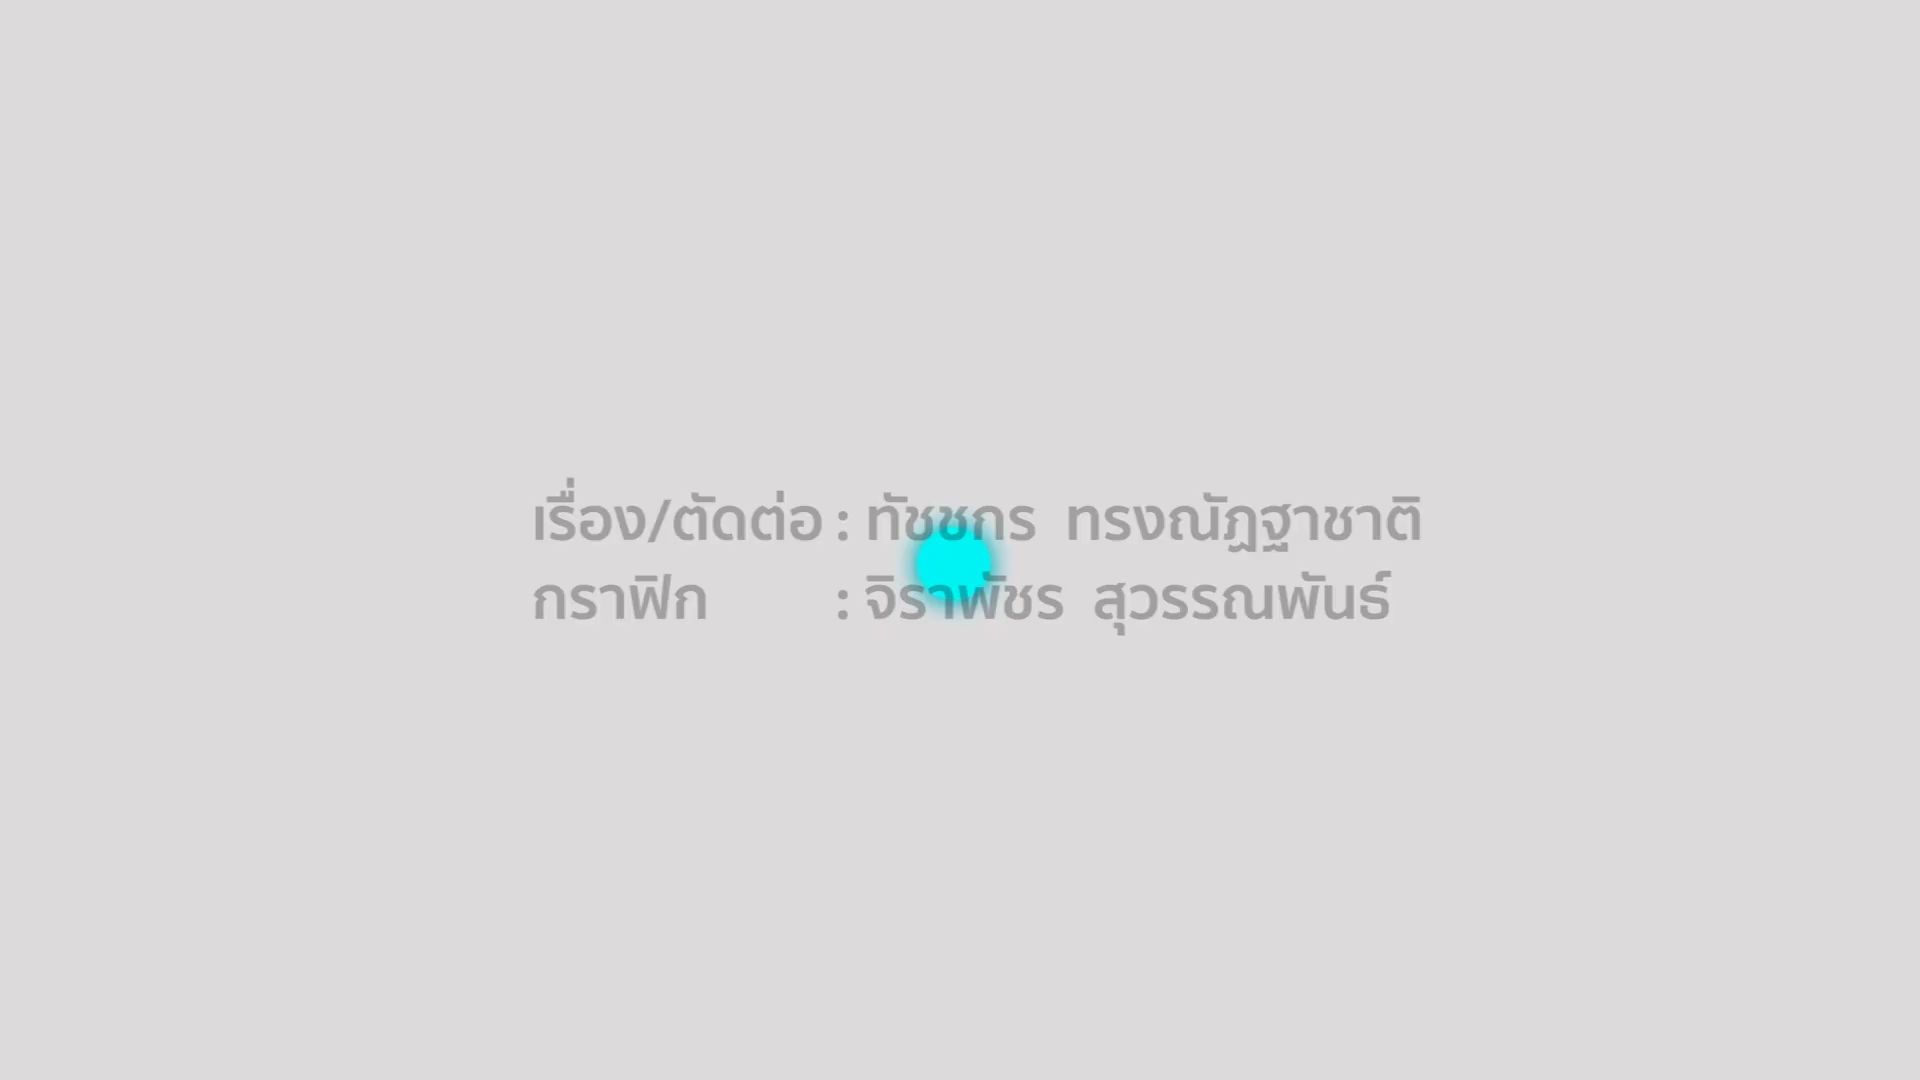 เรื่อง/ตัดต่อ : ทัชชกร ทรงณัฏฐาชาติ
กราฟิก : จิราพัชร สุวรรณพันธ์